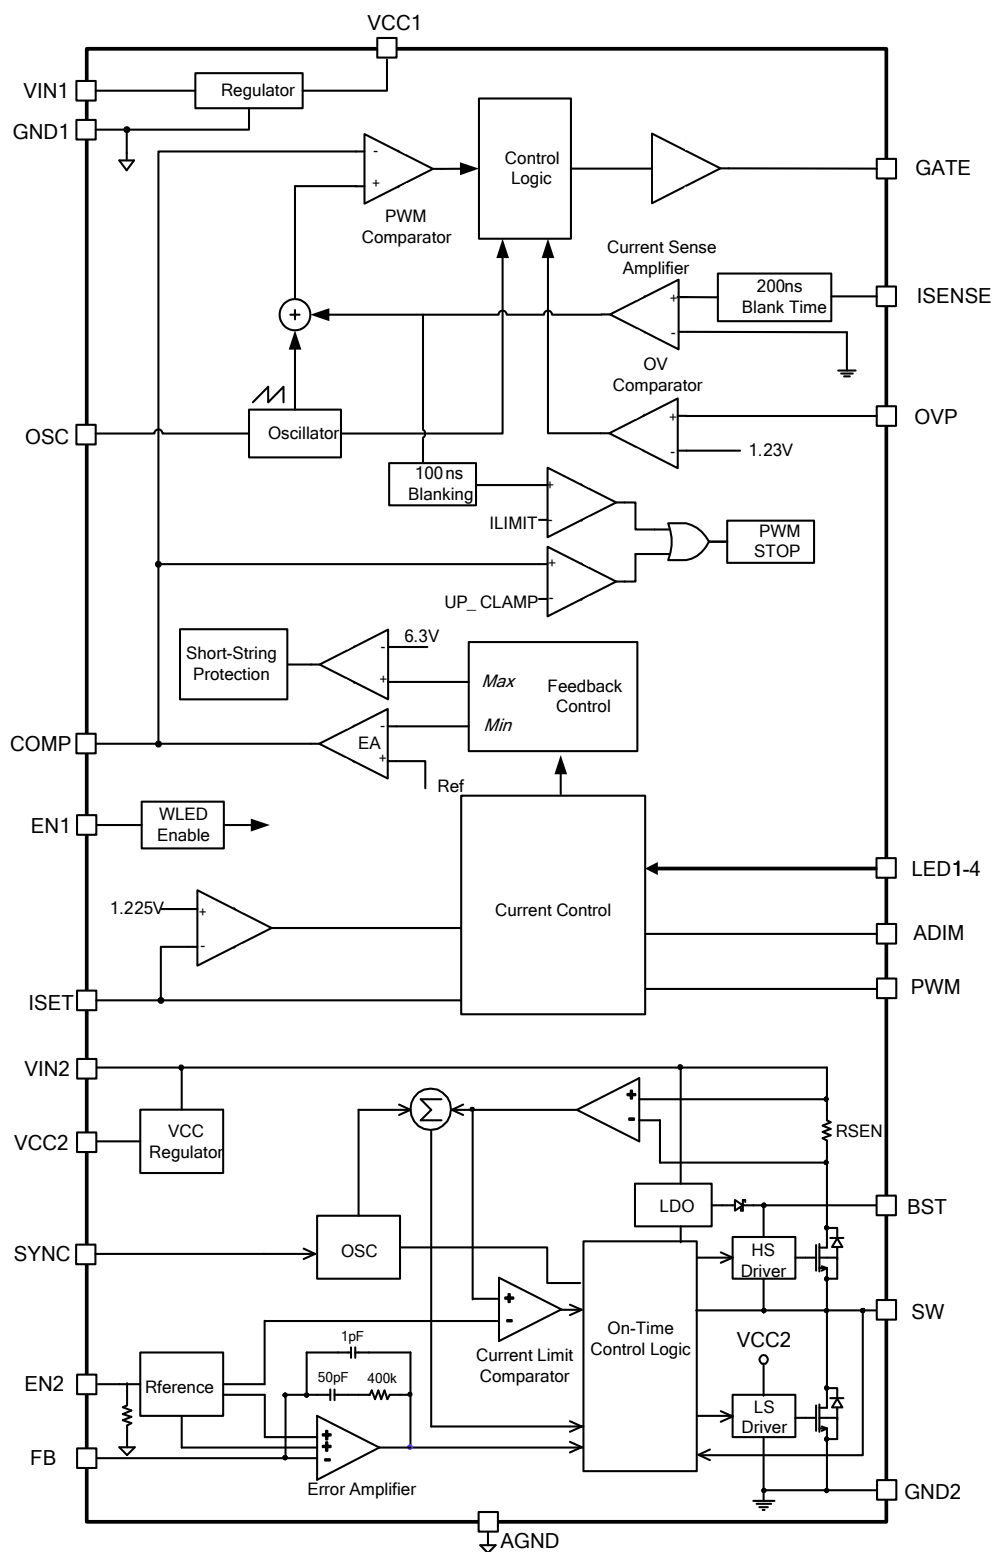 VCC1
VIN1
Regulator
GND1
-
+
PWM
Comparator
Control
Logic
GATE
Current Sense
Amplifier
+
-
200ns
Blank Time
ISENSE
+
OV
Comparator
+
-
1.23V
OVP
OSC
Oscillator
100ns
Blanking
+
-
ILIMIT
+
-
UP_ CLAMP
PWM
STOP
Short-String
Protection
6.3V
-
+
Max
Min
Feedback
Control
COMP
-
EA
+
Ref
EN1
WLED
Enable
LED1-4
1.225V
+
-
Current Control
ADIM
ISET
PWM
VIN2
Σ
+
-
RSEN
VCC2
VCC
Regulator
LDO
BST
SYNC
OSC
HS
Driver
+
-
Current Limit
Comparator
On-Time
Control Logic
SW
VCC2
1pF
50pF
400k
EN2
Rference
LS
Driver
+
+
-
FB
Error Amplifier
GND2
AGND